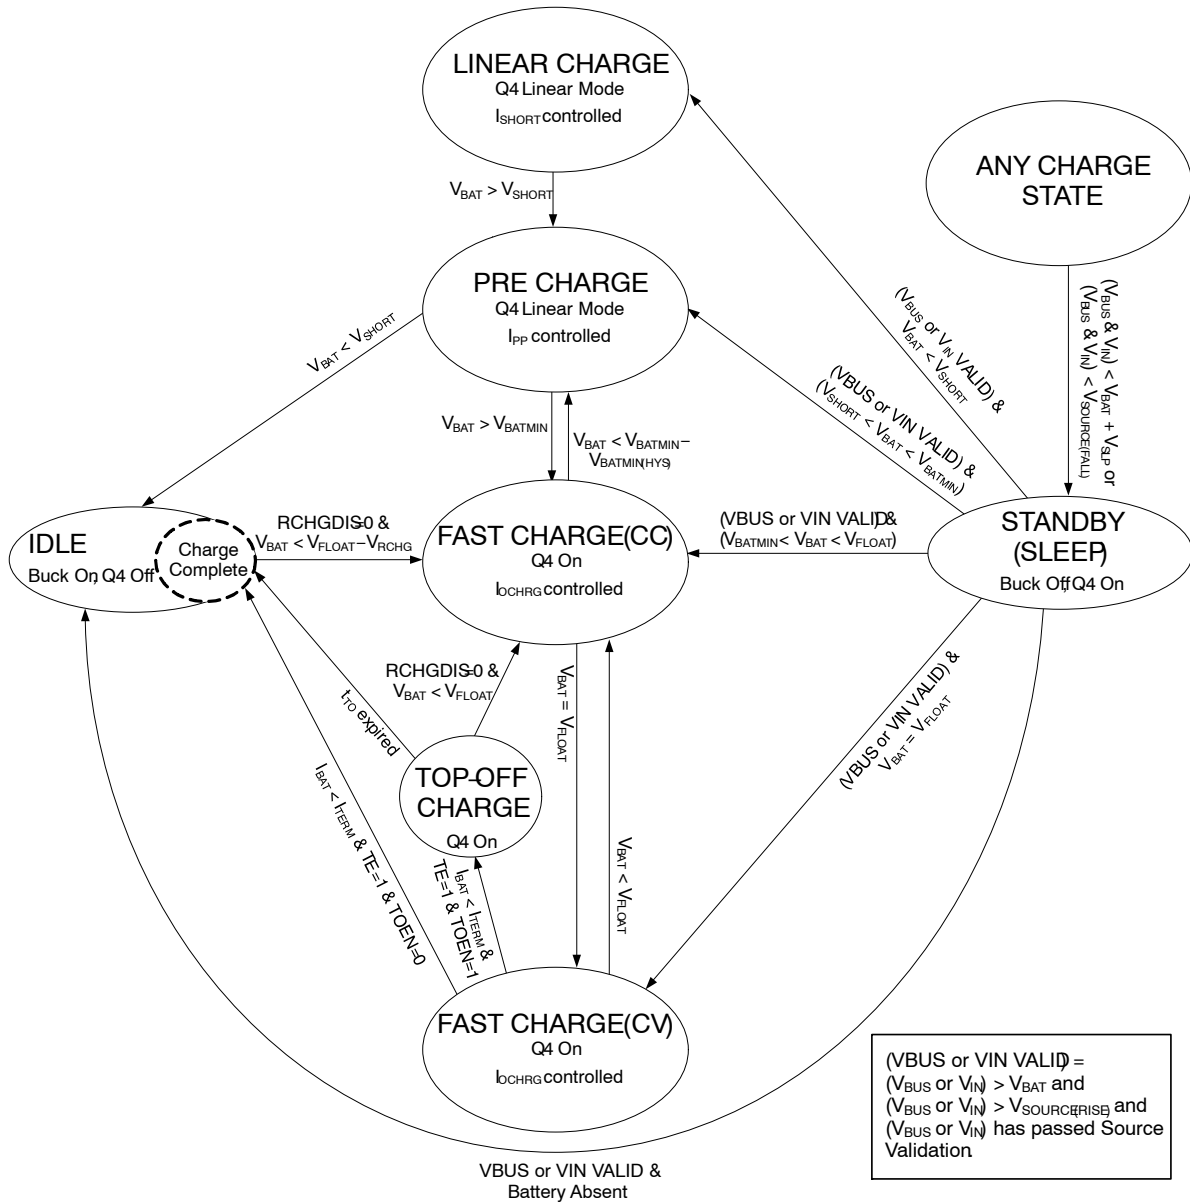 LINEAR CHARGE
Q4 Linear Mode
ISHORT controlled
ANY CHARGE
STATE
VBAT > VSHORT
PRE CHARGE
Q4 Linear Mode
IPP controlled
(VBUS or VIN VALID) &
VBAT < VSHORT
(VBUS & VIN) < VBAT + VSLP or
(VBUS & VIN) < VSOURCE(FALL)
VBAT < VSHORT
(VBUS or VIN VALID) &
(VSHORT < VBAT < VBATMIN)
VBAT > VBATMIN
VBAT < VBATMIN–
VBATMIN(HYS)
IDLE
Buck On, Q4 Off
Charge
Complete
RCHGDIS=0 &
VBAT < VFLOAT–VRCHG
FAST CHARGE(CC)
Q4 On
IOCHRG controlled
(VBUS or VIN VALID) &
(VBATMIN < VBAT < VFLOAT)
STANDBY
(SLEEP)
Buck Off, Q4 On
RCHGDIS=0 &
VBAT < VFLOAT
VBAT = VFLOAT
(VBUS or VIN VALID) &
VBAT = VFLOAT
tTO expired
TOP–OFF
CHARGE
Q4 On
IBAT < ITERM & TE=1 & TOEN=0
IBAT < ITERM &
TE=1 & TOEN=1
VBAT < VFLOAT
FAST CHARGE(CV)
Q4 On
IOCHRG controlled
(VBUS or VIN VALID) =
(VBUS or VIN) > VBAT and
(VBUS or VIN) > VSOURCE(RISE) and
(VBUS or VIN) has passed Source
Validation.
VBUS or VIN VALID &
Battery Absent